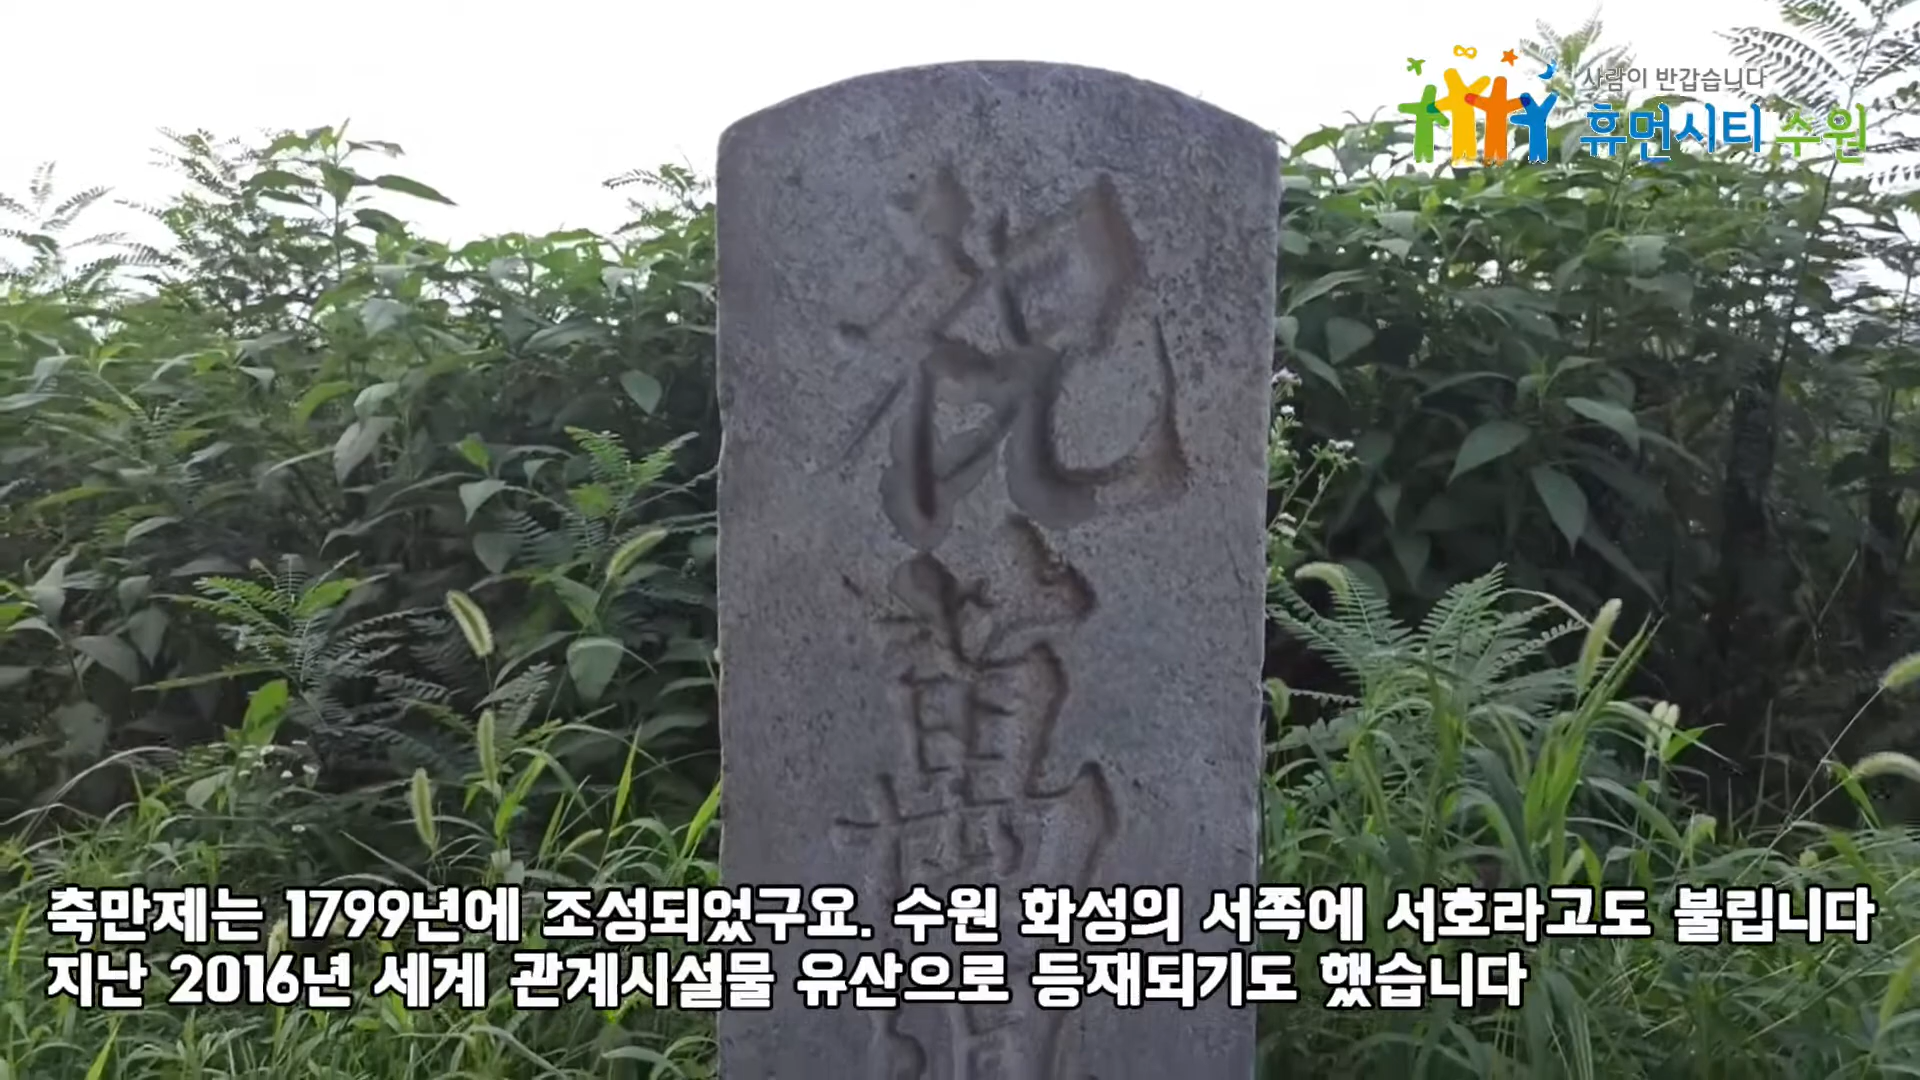 사람이 반갑습니다
휴먼시티 수원
祝
萬
축만제는 1799년에 조성되었구요. 수원 화성의 서쪽에 서호라고도 불립니다
지난 2016년 세계 관계시설물 유산으로 등재되기도 했습니다